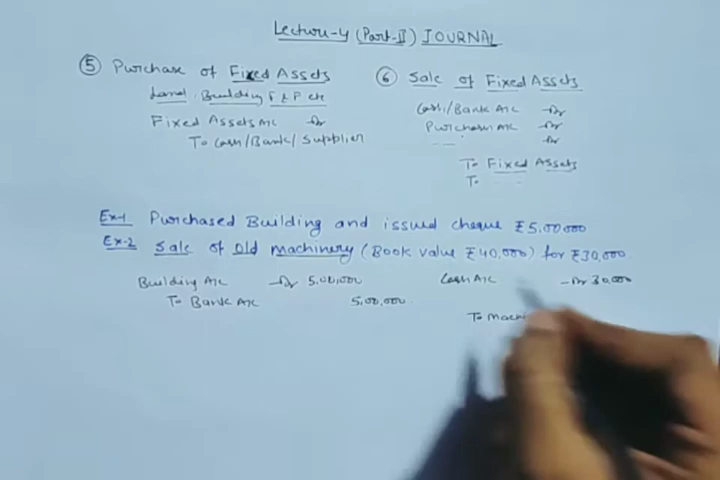 Lecture-4 (Part-II) JOURNAL
⑤ Purchase of Fixed Assets
Land, Building F & P etc
Fixed Assets A/c Dr
To Cash/Bank/Supplier
⑥ Sale of Fixed Assets
Cash/Bank A/c Dr
Purchaser A/c Dr
---- Dr
To Fixed Assets
To ----
Ex-1 Purchased Building and issued cheque ₹5,00,000
Ex-2 Sale of Old machinery (Book value ₹40,000) for ₹30,000
Building A/c Dr 5,00,000
To Bank A/c 5,00,000
Cash A/c Dr 30,000
To Machin